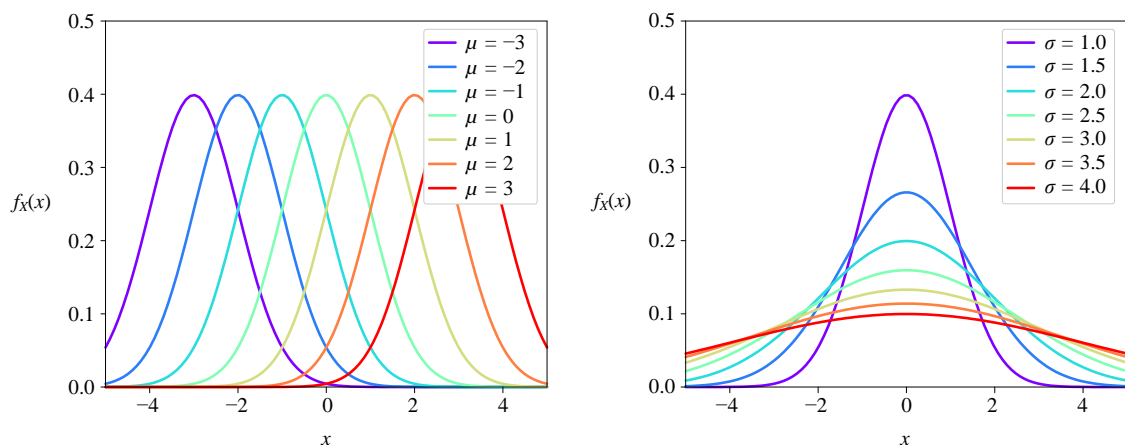 0.5
0.4
0.3
0.2
0.1
0.0
f_X(x)
−4
−2
0
2
4
x
μ = −3
μ = −2
μ = −1
μ = 0
μ = 1
μ = 2
μ = 3
0.5
0.4
0.3
0.2
0.1
0.0
f_X(x)
−4
−2
0
2
4
x
σ = 1.0
σ = 1.5
σ = 2.0
σ = 2.5
σ = 3.0
σ = 3.5
σ = 4.0